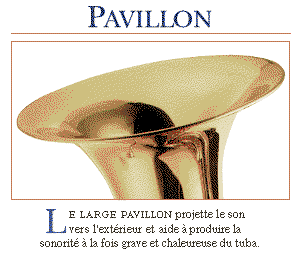 PAVILLON
LE LARGE PAVILLON projette le son
vers l'extérieur et aide à produire la
sonorité à la fois grave et chaleureuse du tuba.